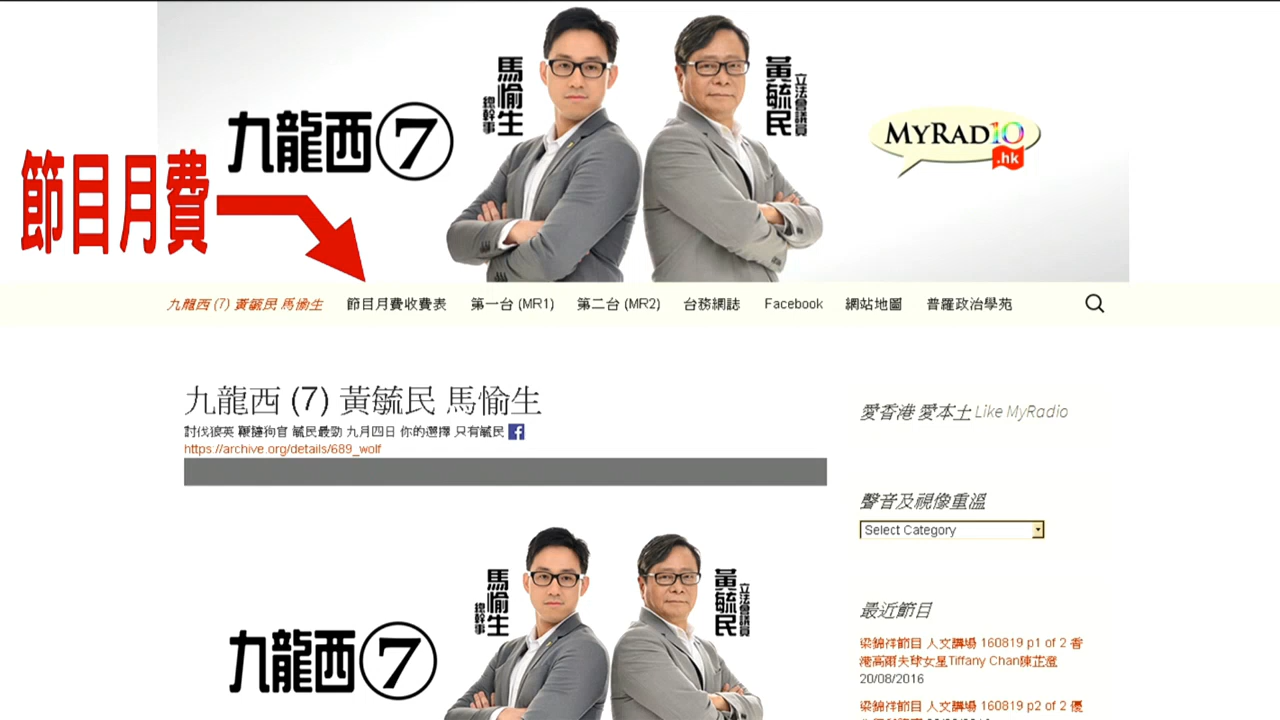 馬愉生
總幹事
黃毓民
立法會議員
九龍西 7
MYRADIO
.hk
節目月費
九龍西 (7) 黃毓民 馬愉生 節目月費收費表 第一台 (MR1) 第二台 (MR2) 台務網誌 Facebook 網站地圖 普羅政治學苑
九龍西 (7) 黃毓民 馬愉生
討伐狼英 鞭撻狗官 毓民最勁 九月四日 你的選擇 只有毓民
https://archive.org/details/689_wolf
愛香港 愛本土 Like MyRadio
聲音及視像重溫
Select Category
馬愉生
總幹事
黃毓民
立法會議員
九龍西 7
最近節目
梁錦祥節目 人文講場 160819 p1 of 2 香
港高爾夫球女星Tiffany Chan陳芷澄
20/08/2016
梁錦祥節目 人文講場 160819 p2 of 2 優